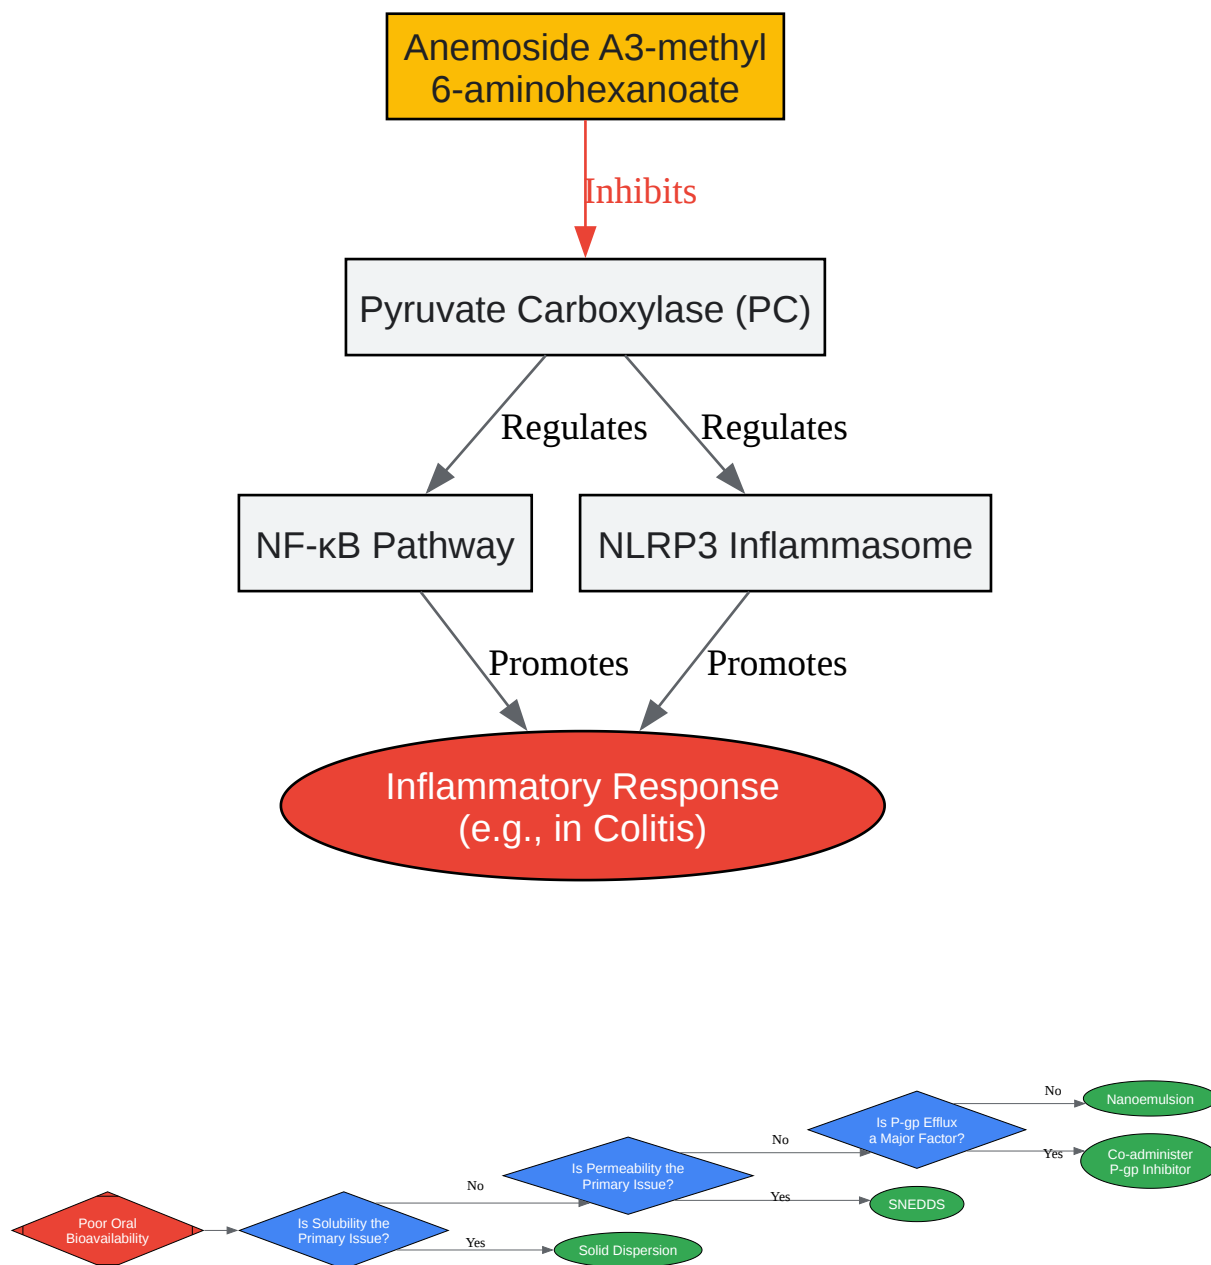 Anemoside A3-methyl
6-aminohexanoate
Inhibits
Pyruvate Carboxylase (PC)
Regulates
Regulates
NF-κB Pathway
NLRP3 Inflammasome
Promotes
Promotes
Inflammatory Response
(e.g., in Colitis)
Poor Oral
Bioavailability
Is Solubility the
Primary Issue?
No
Yes
Is Permeability the
Primary Issue?
Solid Dispersion
No
Yes
Is P-gp Efflux
a Major Factor?
SNEDDS
No
Yes
Nanoemulsion
Co-administer
P-gp Inhibitor